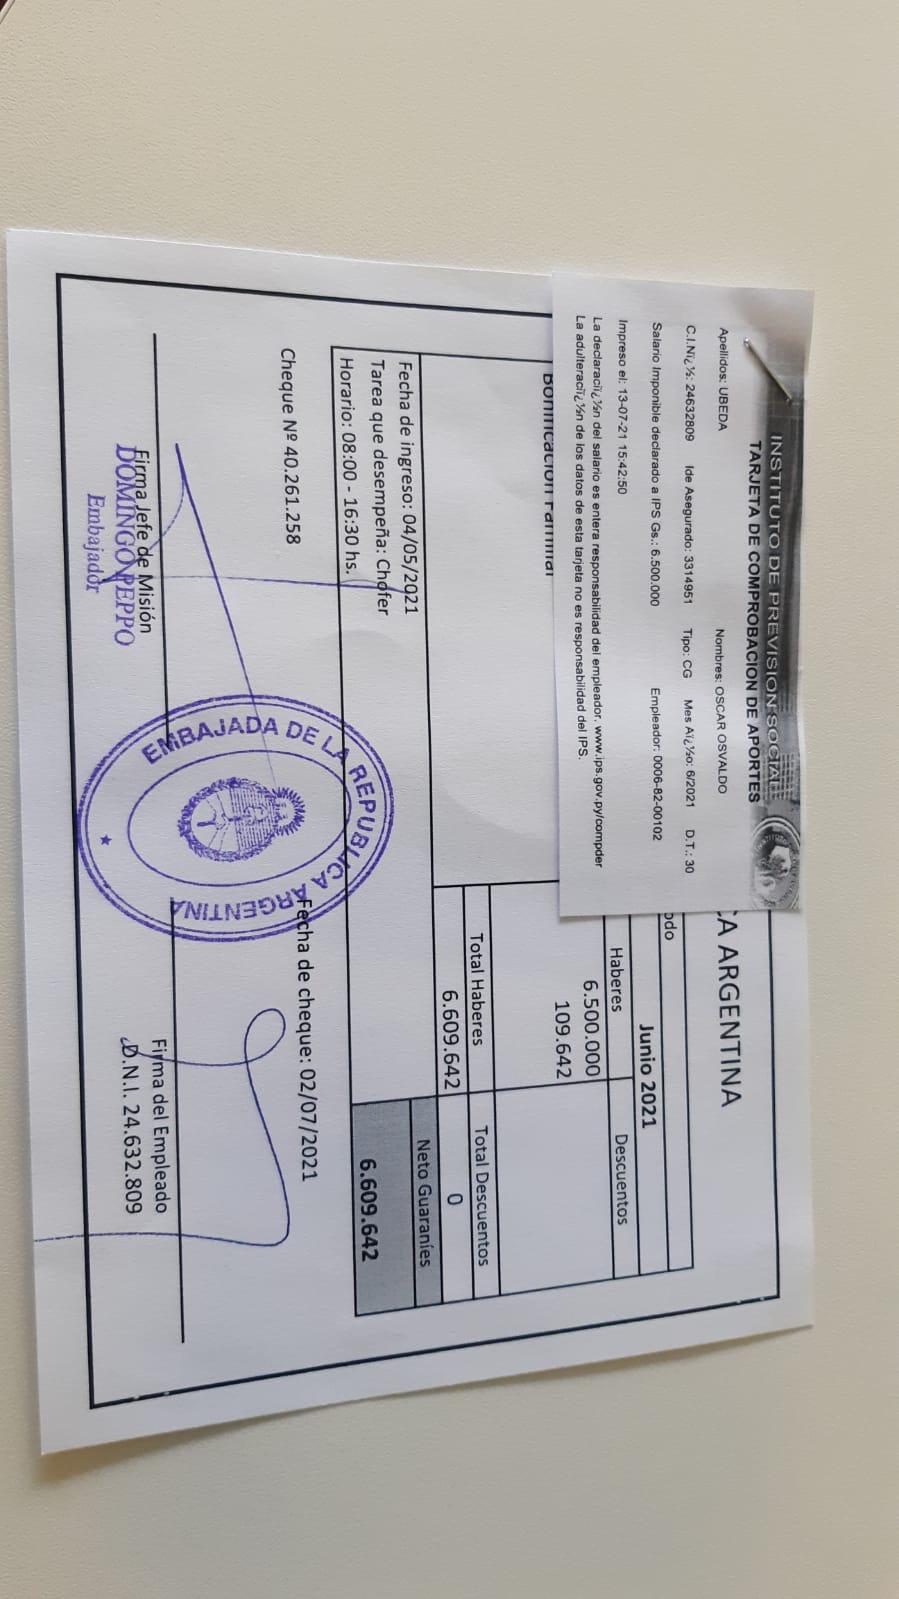 INSTITUTO DE PREVISION SOCIAL
TARJETA DE COMPROBACION DE APORTES
Apellidos: UBEDA Nombres: OSCAR OSVALDO
C.I.Nï¿½: 24632809 Ide Asegurado: 3314951 Tipo: CG Mes Aï¿½o: 6/2021 D.T.: 30
Salario Imponible declarado a IPS Gs.: 6.500.000 Empleador: 0006-82-00102
Impreso el: 13-07-21 15:42:50
La declaraciï¿½n del salario es entera responsabilidad del empleador. www.ips.gov.py/compder
La adulteraciï¿½n de los datos de esta tarjeta no es responsabilidad del IPS.
CA ARGENTINA
odo
Junio 2021
Haberes Descuentos
6.500.000
Bonificación Familiar 109.642
Total Haberes Total Descuentos
6.609.642 0
Fecha de ingreso: 04/05/2021 Neto Guaraníes
Tarea que desempeña: Chofer
Horario: 08:00 - 16:30 hs. 6.609.642
Cheque Nº 40.261.258 Fecha de cheque: 02/07/2021
EMBAJADA DE LA REPUBLICA ARGENTINA
Firma Jefe de Misión Firma del Empleado
DOMINGO PEPPO D.N.I. 24.632.809
Embajador